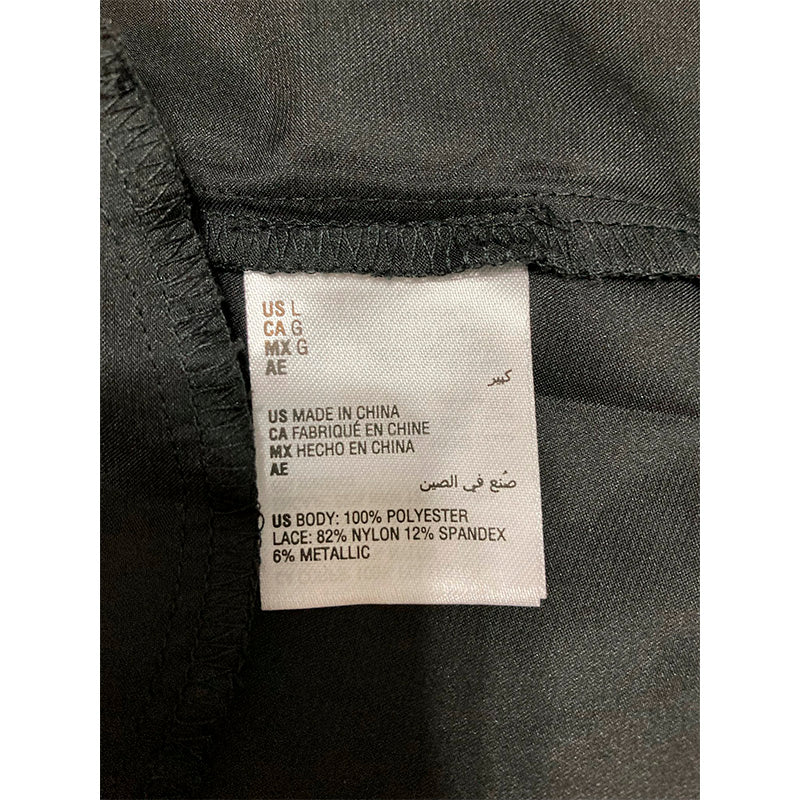 US L
CA G
MX G
AE
كبير
US MADE IN CHINA
CA FABRIQUÉ EN CHINE
MX HECHO EN CHINA
AE
صُنع في الصين
US BODY: 100% POLYESTER
LACE: 82% NYLON 12% SPANDEX
6% METALLIC